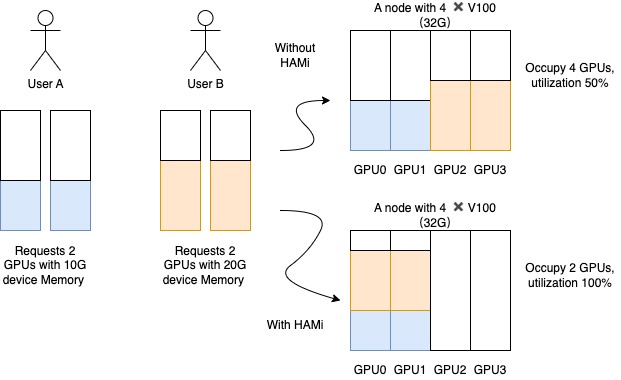 User A
Requests 2
GPUs with 10G
device Memory
User B
Requests 2
GPUs with 20G
device Memory
Without
HAMi
A node with 4 ✖ V100
(32G)
GPU0 GPU1 GPU2 GPU3
Occupy 4 GPUs,
utilization 50%
With HAMi
A node with 4 ✖ V100
(32G)
GPU0 GPU1 GPU2 GPU3
Occupy 2 GPUs,
utilization 100%